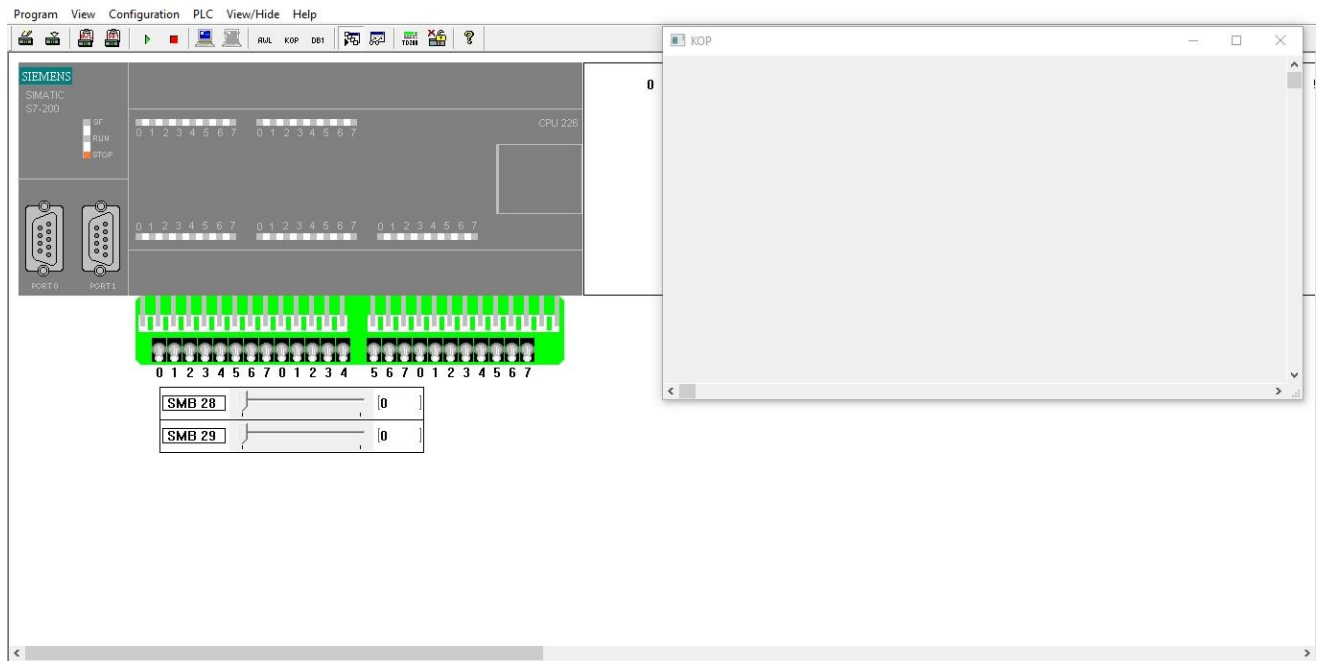 Program View Configuration PLC View/Hide Help
AWL KOP DB1 TD200 ?
KOP
SIEMENS
SIMATIC
S7-200
SF
RUN
STOP
0 1 2 3 4 5 6 7 0 1 2 3 4 5 6 7
CPU 226
0
0 1 2 3 4 5 6 7 0 1 2 3 4 5 6 7 0 1 2 3 4 5 6 7
PORT 0 PORT 1
0 1 2 3 4 5 6 7 0 1 2 3 4 5 6 7 0 1 2 3 4 5 6 7
SMB 28 [0 ]
SMB 29 [0 ]